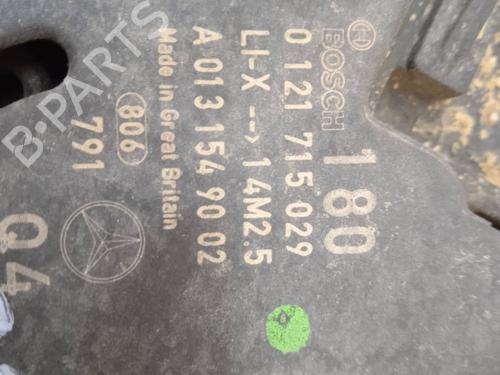 BOSCH 180
0 121 715 029
LI-X --> 14M2.5
A 013 154 90 02
Made in Great Britain
806
791
Q4